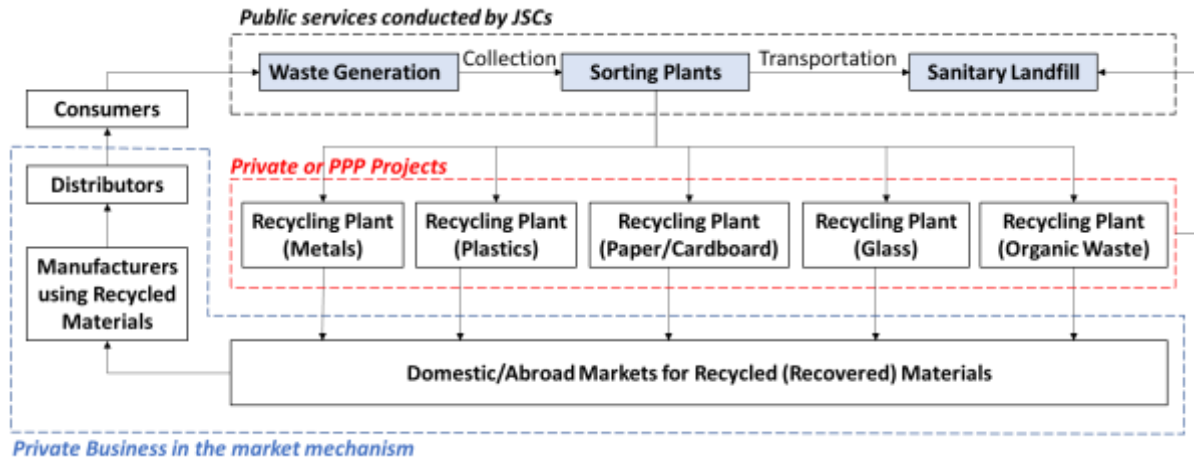 Public services conducted by JSCs
Waste Generation
Collection
Sorting Plants
Transportation
Sanitary Landfill
Consumers
Distributors
Manufacturers
using Recycled
Materials
Private or PPP Projects
Recycling Plant
(Metals)
Recycling Plant
(Plastics)
Recycling Plant
(Paper/Cardboard)
Recycling Plant
(Glass)
Recycling Plant
(Organic Waste)
Domestic/Abroad Markets for Recycled (Recovered) Materials
Private Business in the market mechanism